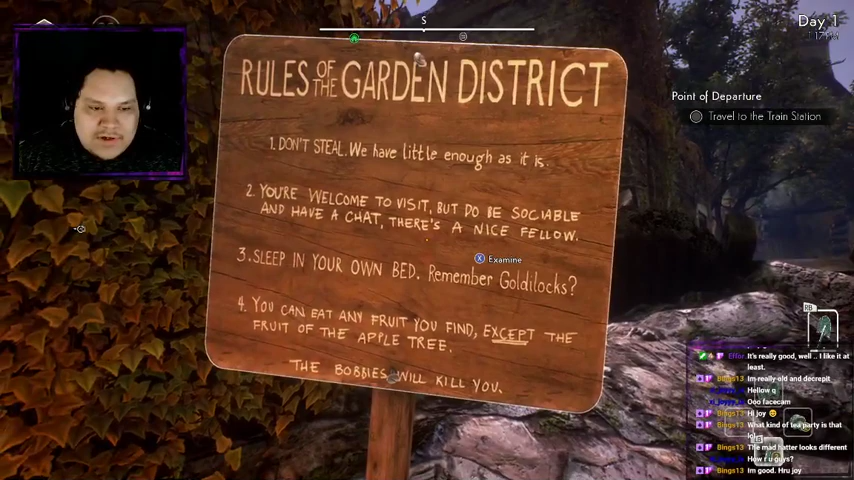 S
Day 1
RULES OF THE GARDEN DISTRICT
1. DON'T STEAL. We have little enough as it is.
2. YOU'RE WELCOME TO VISIT, BUT DO BE SOCIABLE
AND HAVE A CHAT, THERE'S A NICE FELLOW.
3. SLEEP IN YOUR OWN BED. Remember Goldilocks?
4. YOU CAN EAT ANY FRUIT YOU FIND, EXCEPT THE
FRUIT OF THE APPLE TREE.
THE BOBBIES WILL KILL YOU.
X Examine
Point of Departure
Travel to the Train Station
RB
Effor: It's really good, well .. I like it at
least.
Bings13: Im really old and decrepit
Hellow q
Ooo facecam
Bings13: Hi joy
Bings13: What kind of tea party is that
lol
Bings13: The mad hatter looks different
How r u guys?
Bings13: Im good. Hru joy